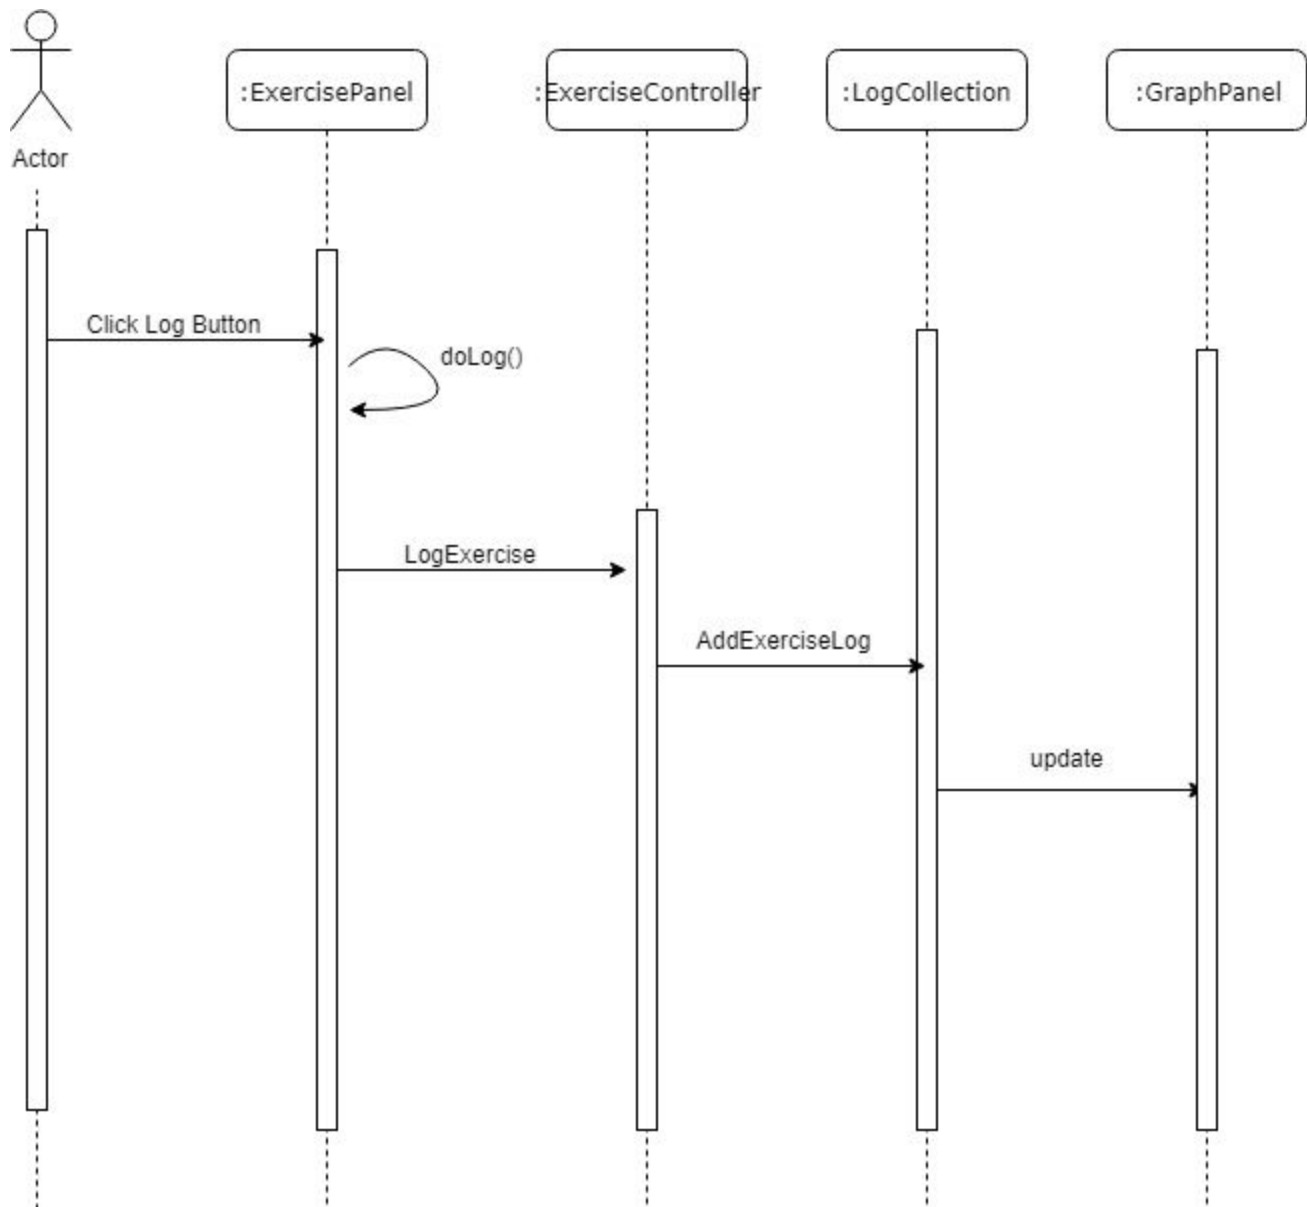 :ExercisePanel
:ExerciseController
:LogCollection
:GraphPanel
Actor
Click Log Button
doLog()
LogExercise
AddExerciseLog
update